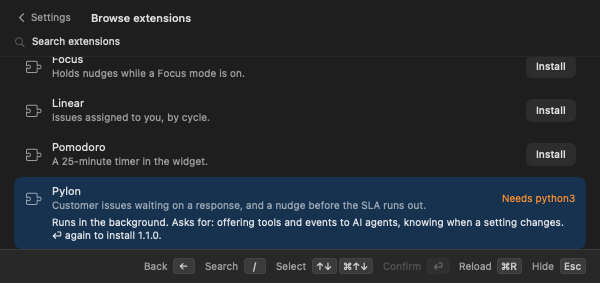 Settings
Browse extensions
Search extensions
Focus
Holds nudges while a Focus mode is on.
Install
Linear
Issues assigned to you, by cycle.
Install
Pomodoro
A 25-minute timer in the widget.
Install
Pylon
Customer issues waiting on a response, and a nudge before the SLA runs out.
Needs python3
Runs in the background. Asks for: offering tools and events to AI agents, knowing when a setting changes.
⏎ again to install 1.1.0.
Back ← Search / Select ↑↓ ⌘↑↓ Confirm ⏎ Reload ⌘R Hide Esc